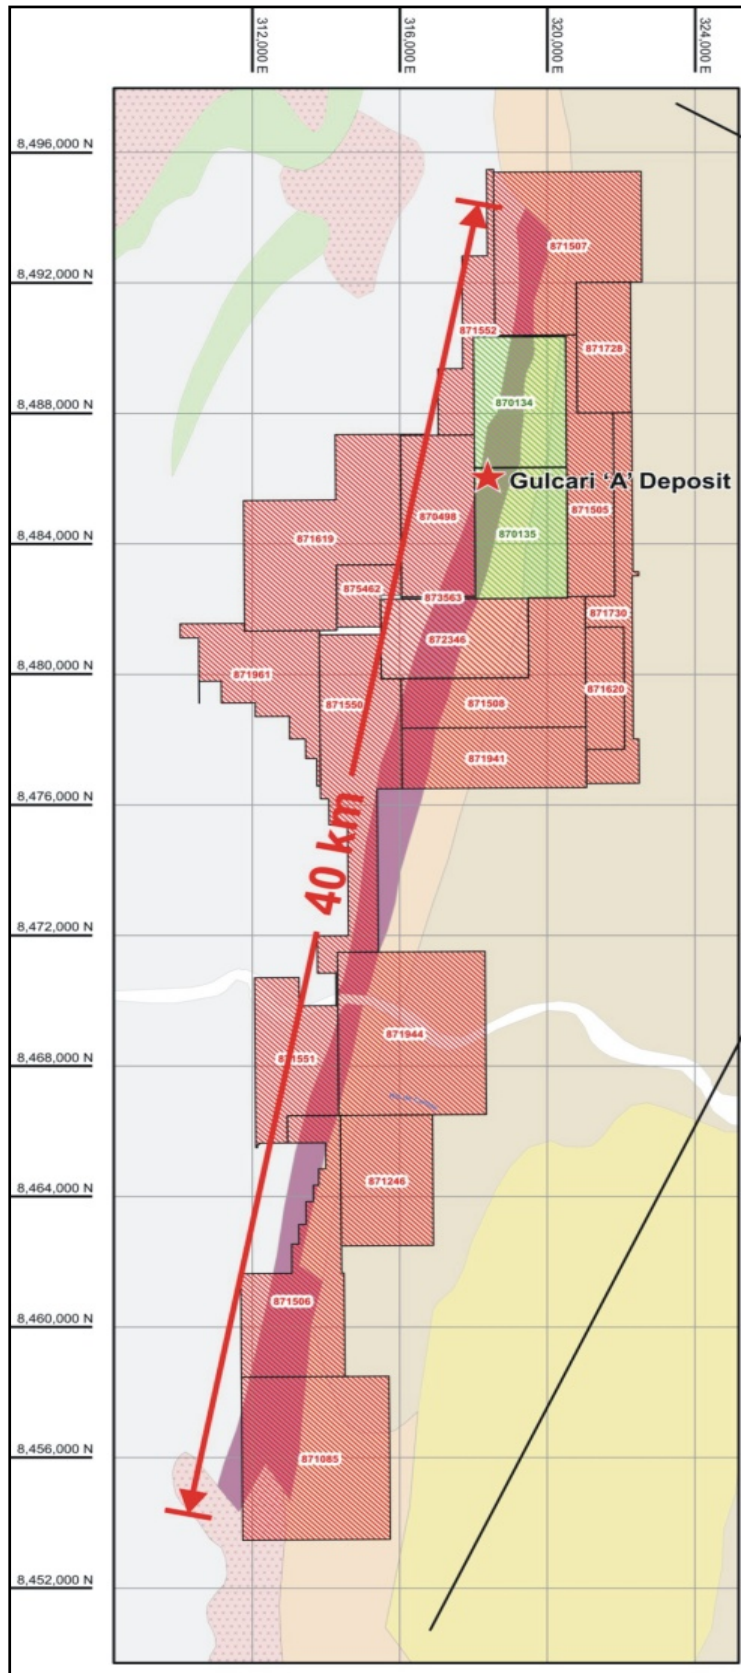 312,000 E
316,000 E
320,000 E
324,000 E
8,496,000 N
871507
8,492,000 N
871552
871728
8,488,000 N
870134
Gulcari ‘A’ Deposit
870498
871505
8,484,000 N
871619
870135
875462
873563
871730
872346
8,480,000 N
871961
871550
871508
871620
871941
8,476,000 N
40 km
8,472,000 N
871944
8,468,000 N
871551
871246
8,464,000 N
871506
8,460,000 N
8,456,000 N
871085
8,452,000 N